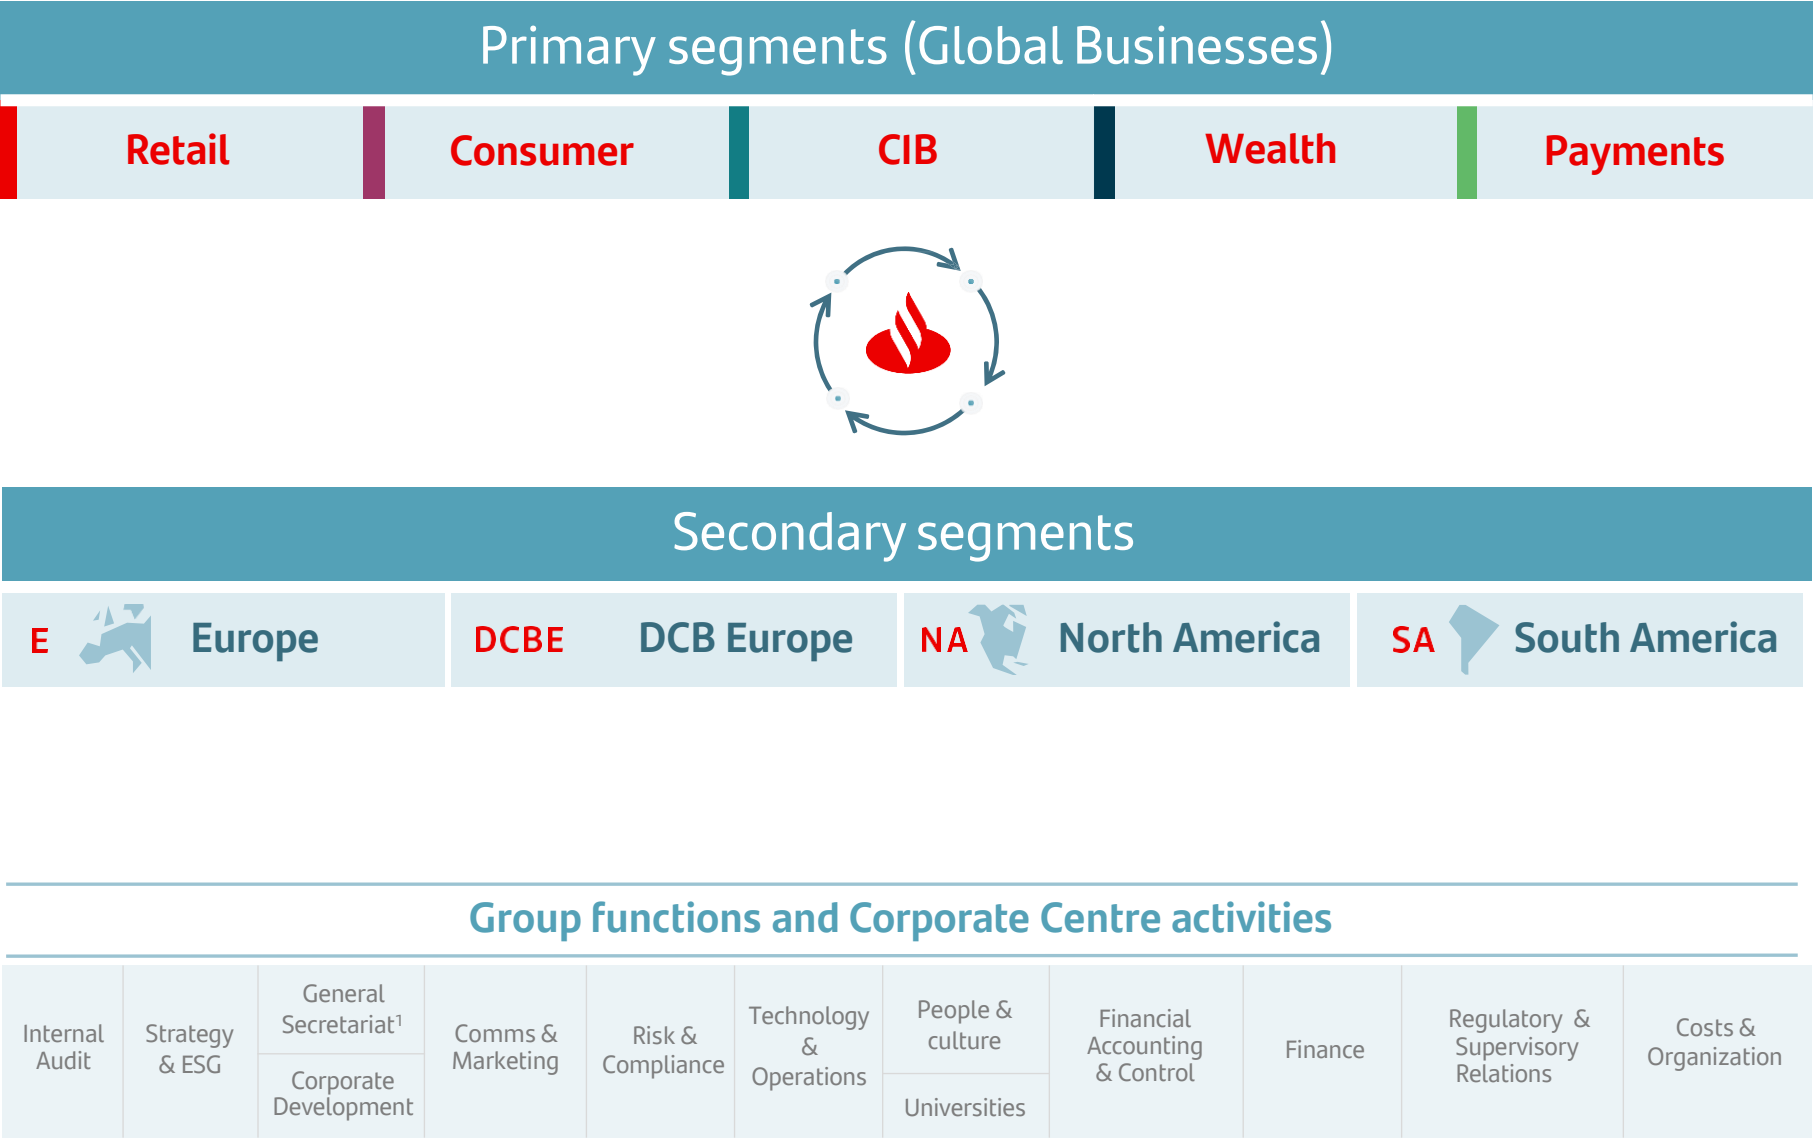 Primary segments (Global Businesses)
Retail
Consumer
CIB
Wealth
Payments
Secondary segments
E
Europe
DCBE
DCB Europe
NA
North America
SA
South America
Group functions and Corporate Centre activities
Internal
Audit
Strategy
& ESG
General
Secretariat¹
Corporate
Development
Comms &
Marketing
Risk &
Compliance
Technology
&
Operations
People &
culture
Universities
Financial
Accounting
& Control
Finance
Regulatory &
Supervisory
Relations
Costs &
Organization